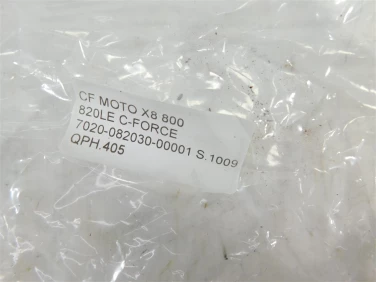 CF MOTO X8 800
820LE C-FORCE
7020-082030-00001 S.1009
QPH.405